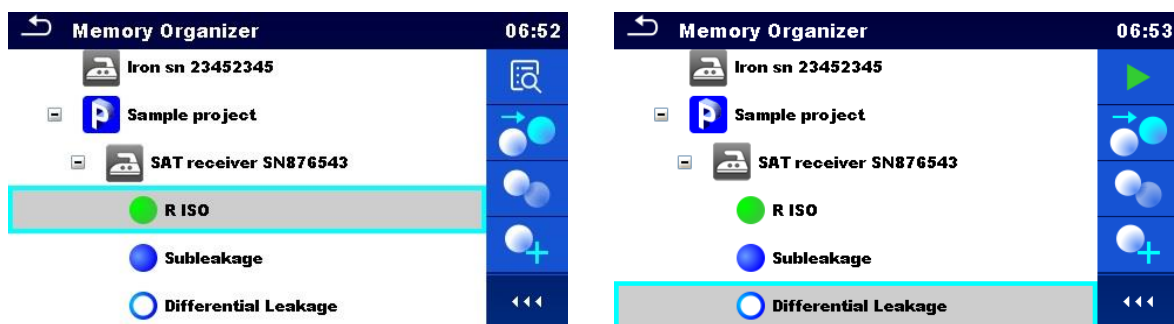 Memory Organizer 06:52
Iron sn 23452345
Sample project
SAT receiver SN876543
R ISO
Subleakage
Differential Leakage
Memory Organizer 06:53
Iron sn 23452345
Sample project
SAT receiver SN876543
R ISO
Subleakage
Differential Leakage